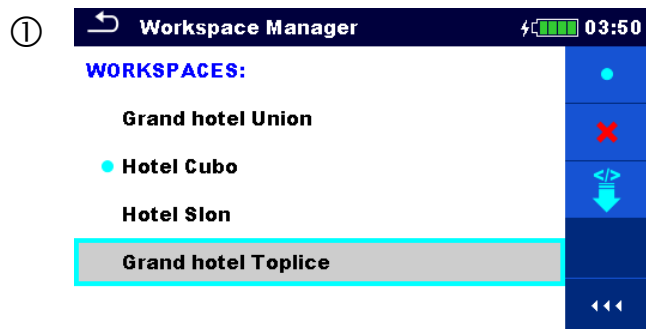 ①
Workspace Manager 03:50
WORKSPACES:
Grand hotel Union
Hotel Cubo
Hotel Slon
Grand hotel Toplice
</>